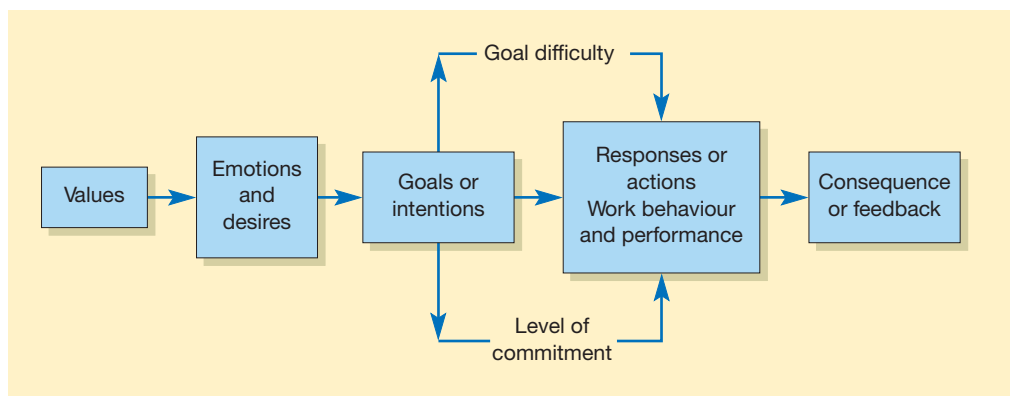 Goal difficulty
Values
Emotions
and
desires
Goals or
intentions
Responses or
actions
Work behaviour
and performance
Consequence
or feedback
Level of
commitment